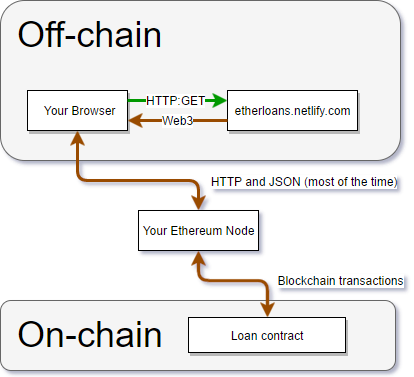 Off-chain
Your Browser
HTTP:GET
etherloans.netlify.com
Web3
HTTP and JSON (most of the time)
Your Ethereum Node
Blockchain transactions
On-chain
Loan contract